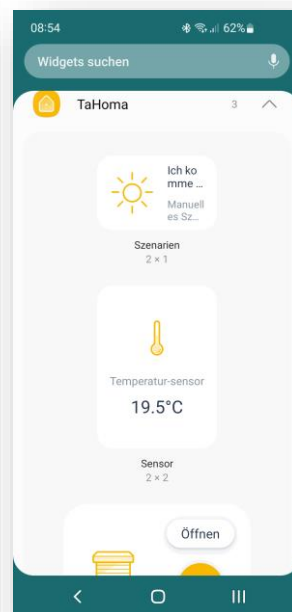 08:54 62%
Widgets suchen
TaHoma 3
Ich ko
mme ...
Manuell
es Sz...
Szenarien
2 × 1
Temperatur-sensor
19.5°C
Sensor
2 × 2
Öffnen